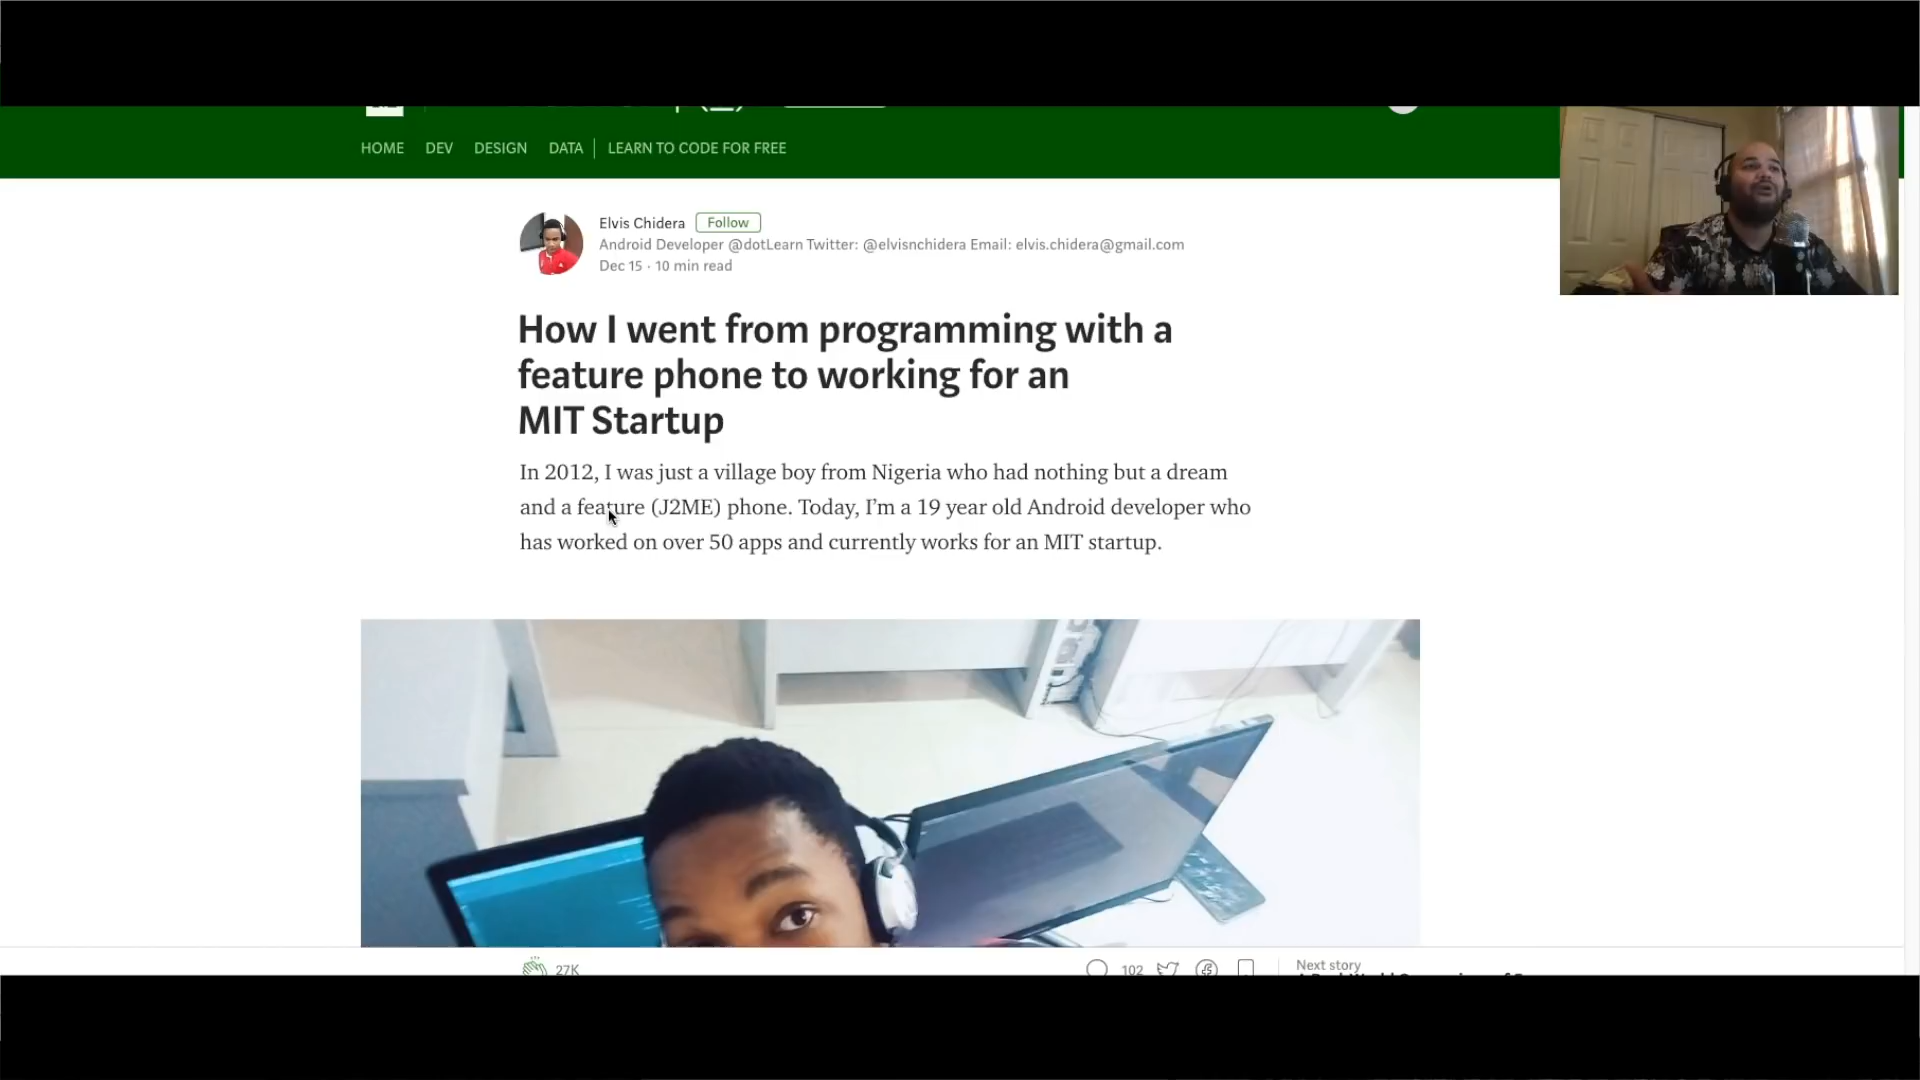 HOME DEV DESIGN DATA LEARN TO CODE FOR FREE
Elvis Chidera Follow
Android Developer @dotLearn Twitter: @elvisnchidera Email: elvis.chidera@gmail.com
Dec 15 · 10 min read
How I went from programming with a
feature phone to working for an
MIT Startup
In 2012, I was just a village boy from Nigeria who had nothing but a dream
and a feature (J2ME) phone. Today, I’m a 19 year old Android developer who
has worked on over 50 apps and currently works for an MIT startup.
27K 102 Next story